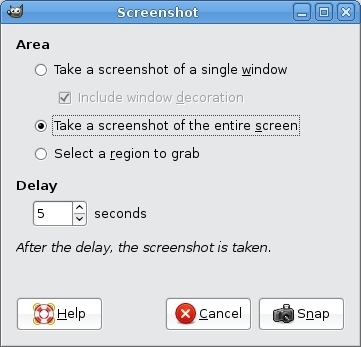 Screenshot
Area
Take a screenshot of a single window
Include window decoration
Take a screenshot of the entire screen
Select a region to grab
Delay
5 seconds
After the delay, the screenshot is taken.
Help Cancel Snap